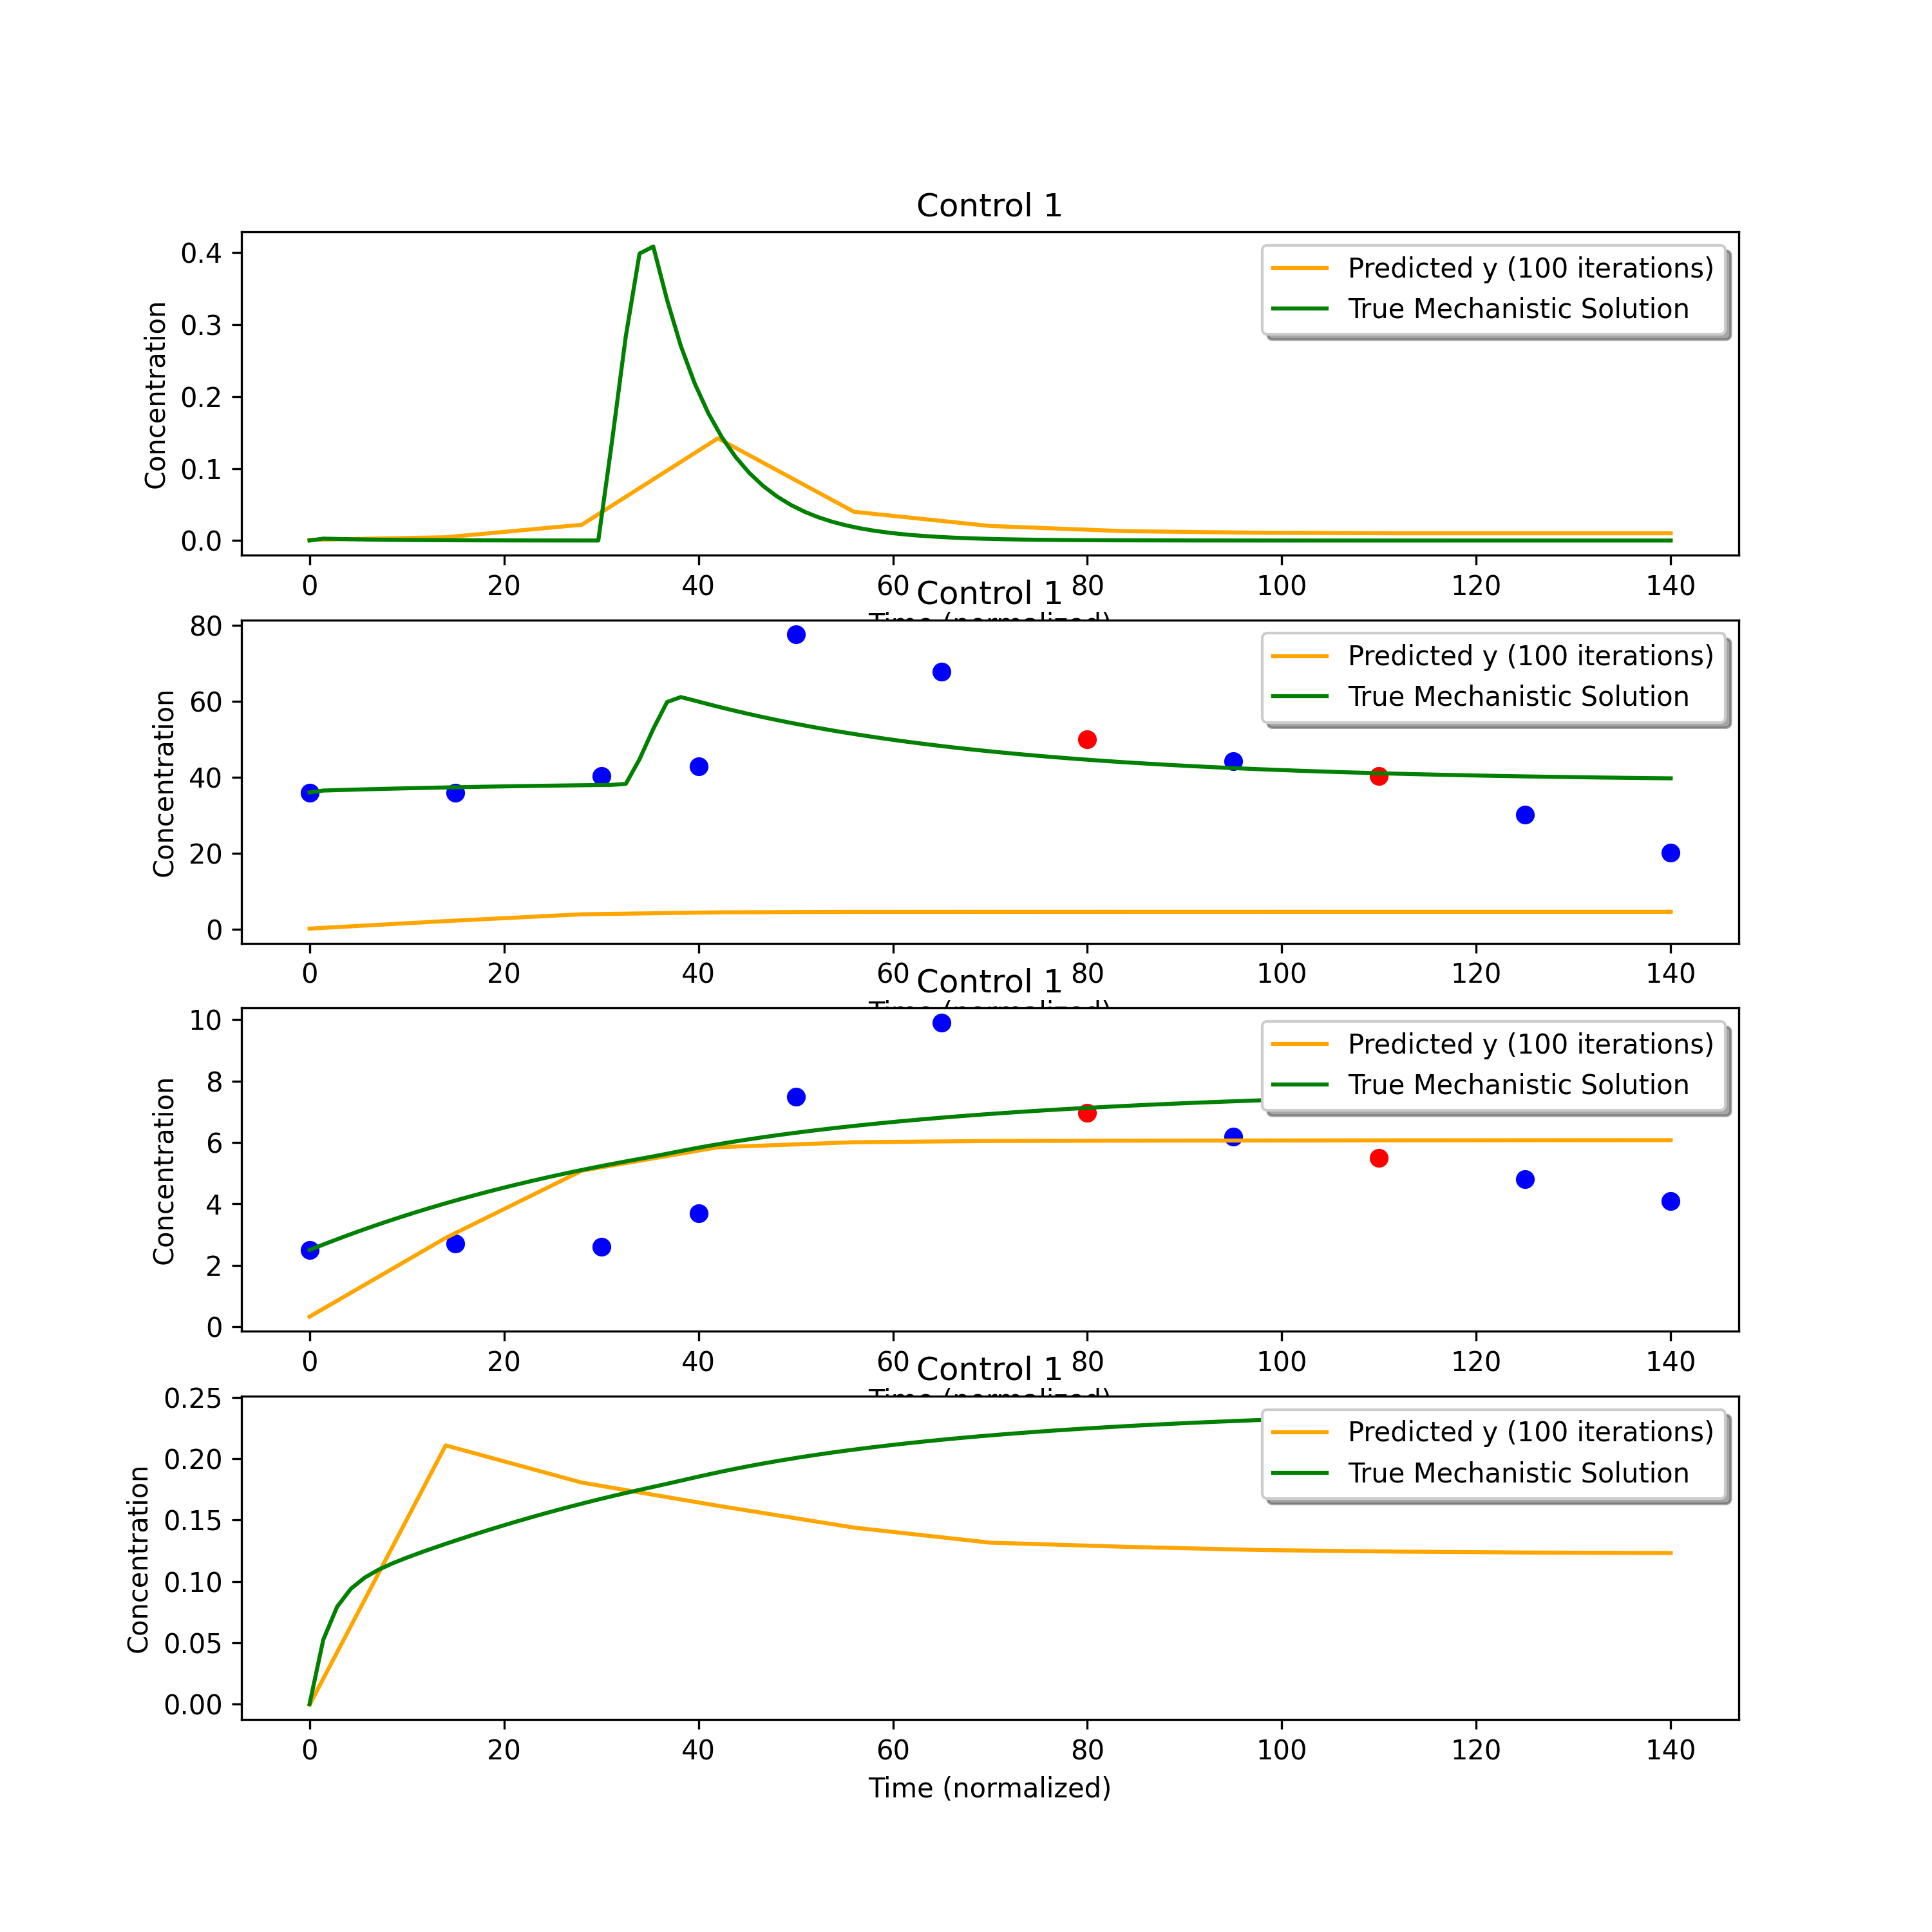 Control 1
Concentration
0.4
0.3
0.2
0.1
0.0
Predicted y (100 iterations)
True Mechanistic Solution
0 20 40 60 80 100 120 140
Control 1
Concentration
80
60
40
20
0
Predicted y (100 iterations)
True Mechanistic Solution
0 20 40 60 80 100 120 140
Control 1
Concentration
10
8
6
4
2
0
Predicted y (100 iterations)
True Mechanistic Solution
0 20 40 60 80 100 120 140
Control 1
Concentration
0.25
0.20
0.15
0.10
0.05
0.00
Predicted y (100 iterations)
True Mechanistic Solution
0 20 40 60 80 100 120 140
Time (normalized)